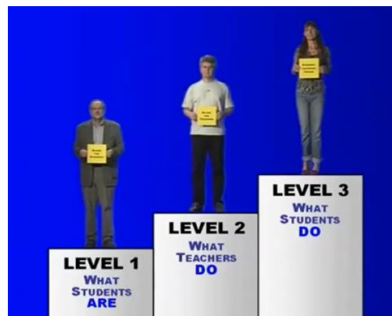 LEVEL 1
WHAT
STUDENTS
ARE
LEVEL 2
WHAT
TEACHERS
DO
LEVEL 3
WHAT
STUDENTS
DO